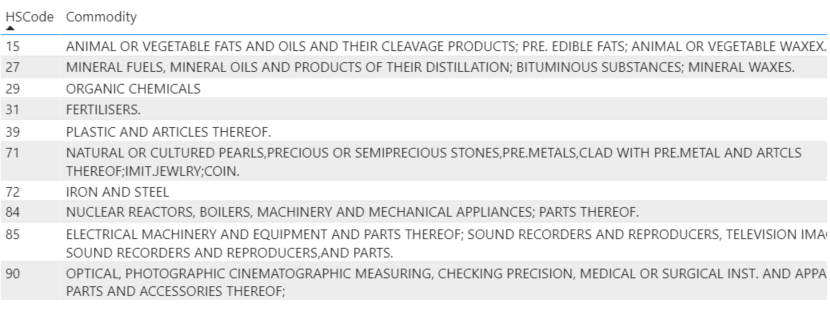 HSCode Commodity
15 ANIMAL OR VEGETABLE FATS AND OILS AND THEIR CLEAVAGE PRODUCTS; PRE. EDIBLE FATS; ANIMAL OR VEGETABLE WAXEX.
27 MINERAL FUELS, MINERAL OILS AND PRODUCTS OF THEIR DISTILLATION; BITUMINOUS SUBSTANCES; MINERAL WAXES.
29 ORGANIC CHEMICALS
31 FERTILISERS.
39 PLASTIC AND ARTICLES THEREOF.
71 NATURAL OR CULTURED PEARLS,PRECIOUS OR SEMIPRECIOUS STONES,PRE.METALS,CLAD WITH PRE.METAL AND ARTCLS
THEREOF;IMIT.JEWLRY;COIN.
72 IRON AND STEEL
84 NUCLEAR REACTORS, BOILERS, MACHINERY AND MECHANICAL APPLIANCES; PARTS THEREOF.
85 ELECTRICAL MACHINERY AND EQUIPMENT AND PARTS THEREOF; SOUND RECORDERS AND REPRODUCERS, TELEVISION IMA
SOUND RECORDERS AND REPRODUCERS,AND PARTS.
90 OPTICAL, PHOTOGRAPHIC CINEMATOGRAPHIC MEASURING, CHECKING PRECISION, MEDICAL OR SURGICAL INST. AND APPA
PARTS AND ACCESSORIES THEREOF;